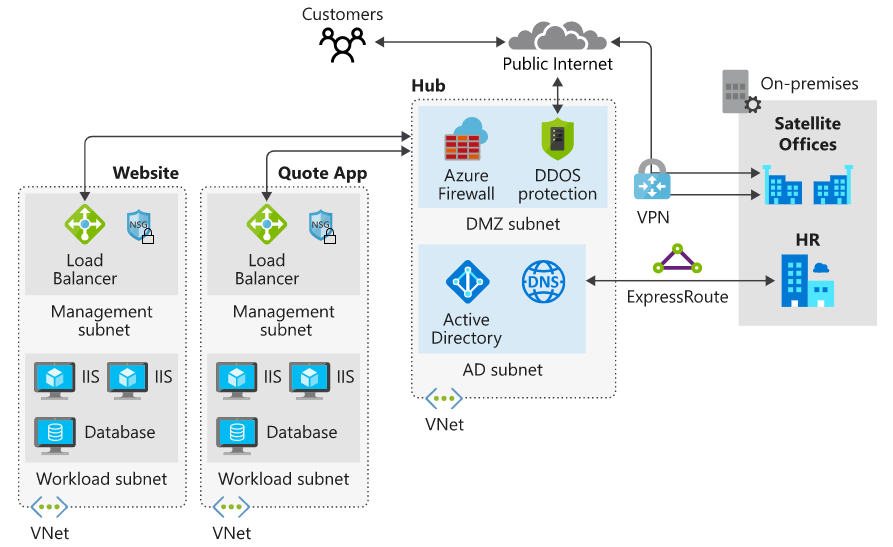 Customers
Public Internet
Hub
On-premises
Satellite
Offices
Azure
Firewall
DDOS
protection
DMZ subnet
VPN
Website
Quote App
NSG
NSG
Load
Balancer
Load
Balancer
Management
subnet
Management
subnet
HR
DNS
ExpressRoute
Active
Directory
AD subnet
VNet
IIS
IIS
IIS
IIS
Database
Database
Workload subnet
Workload subnet
VNet
VNet